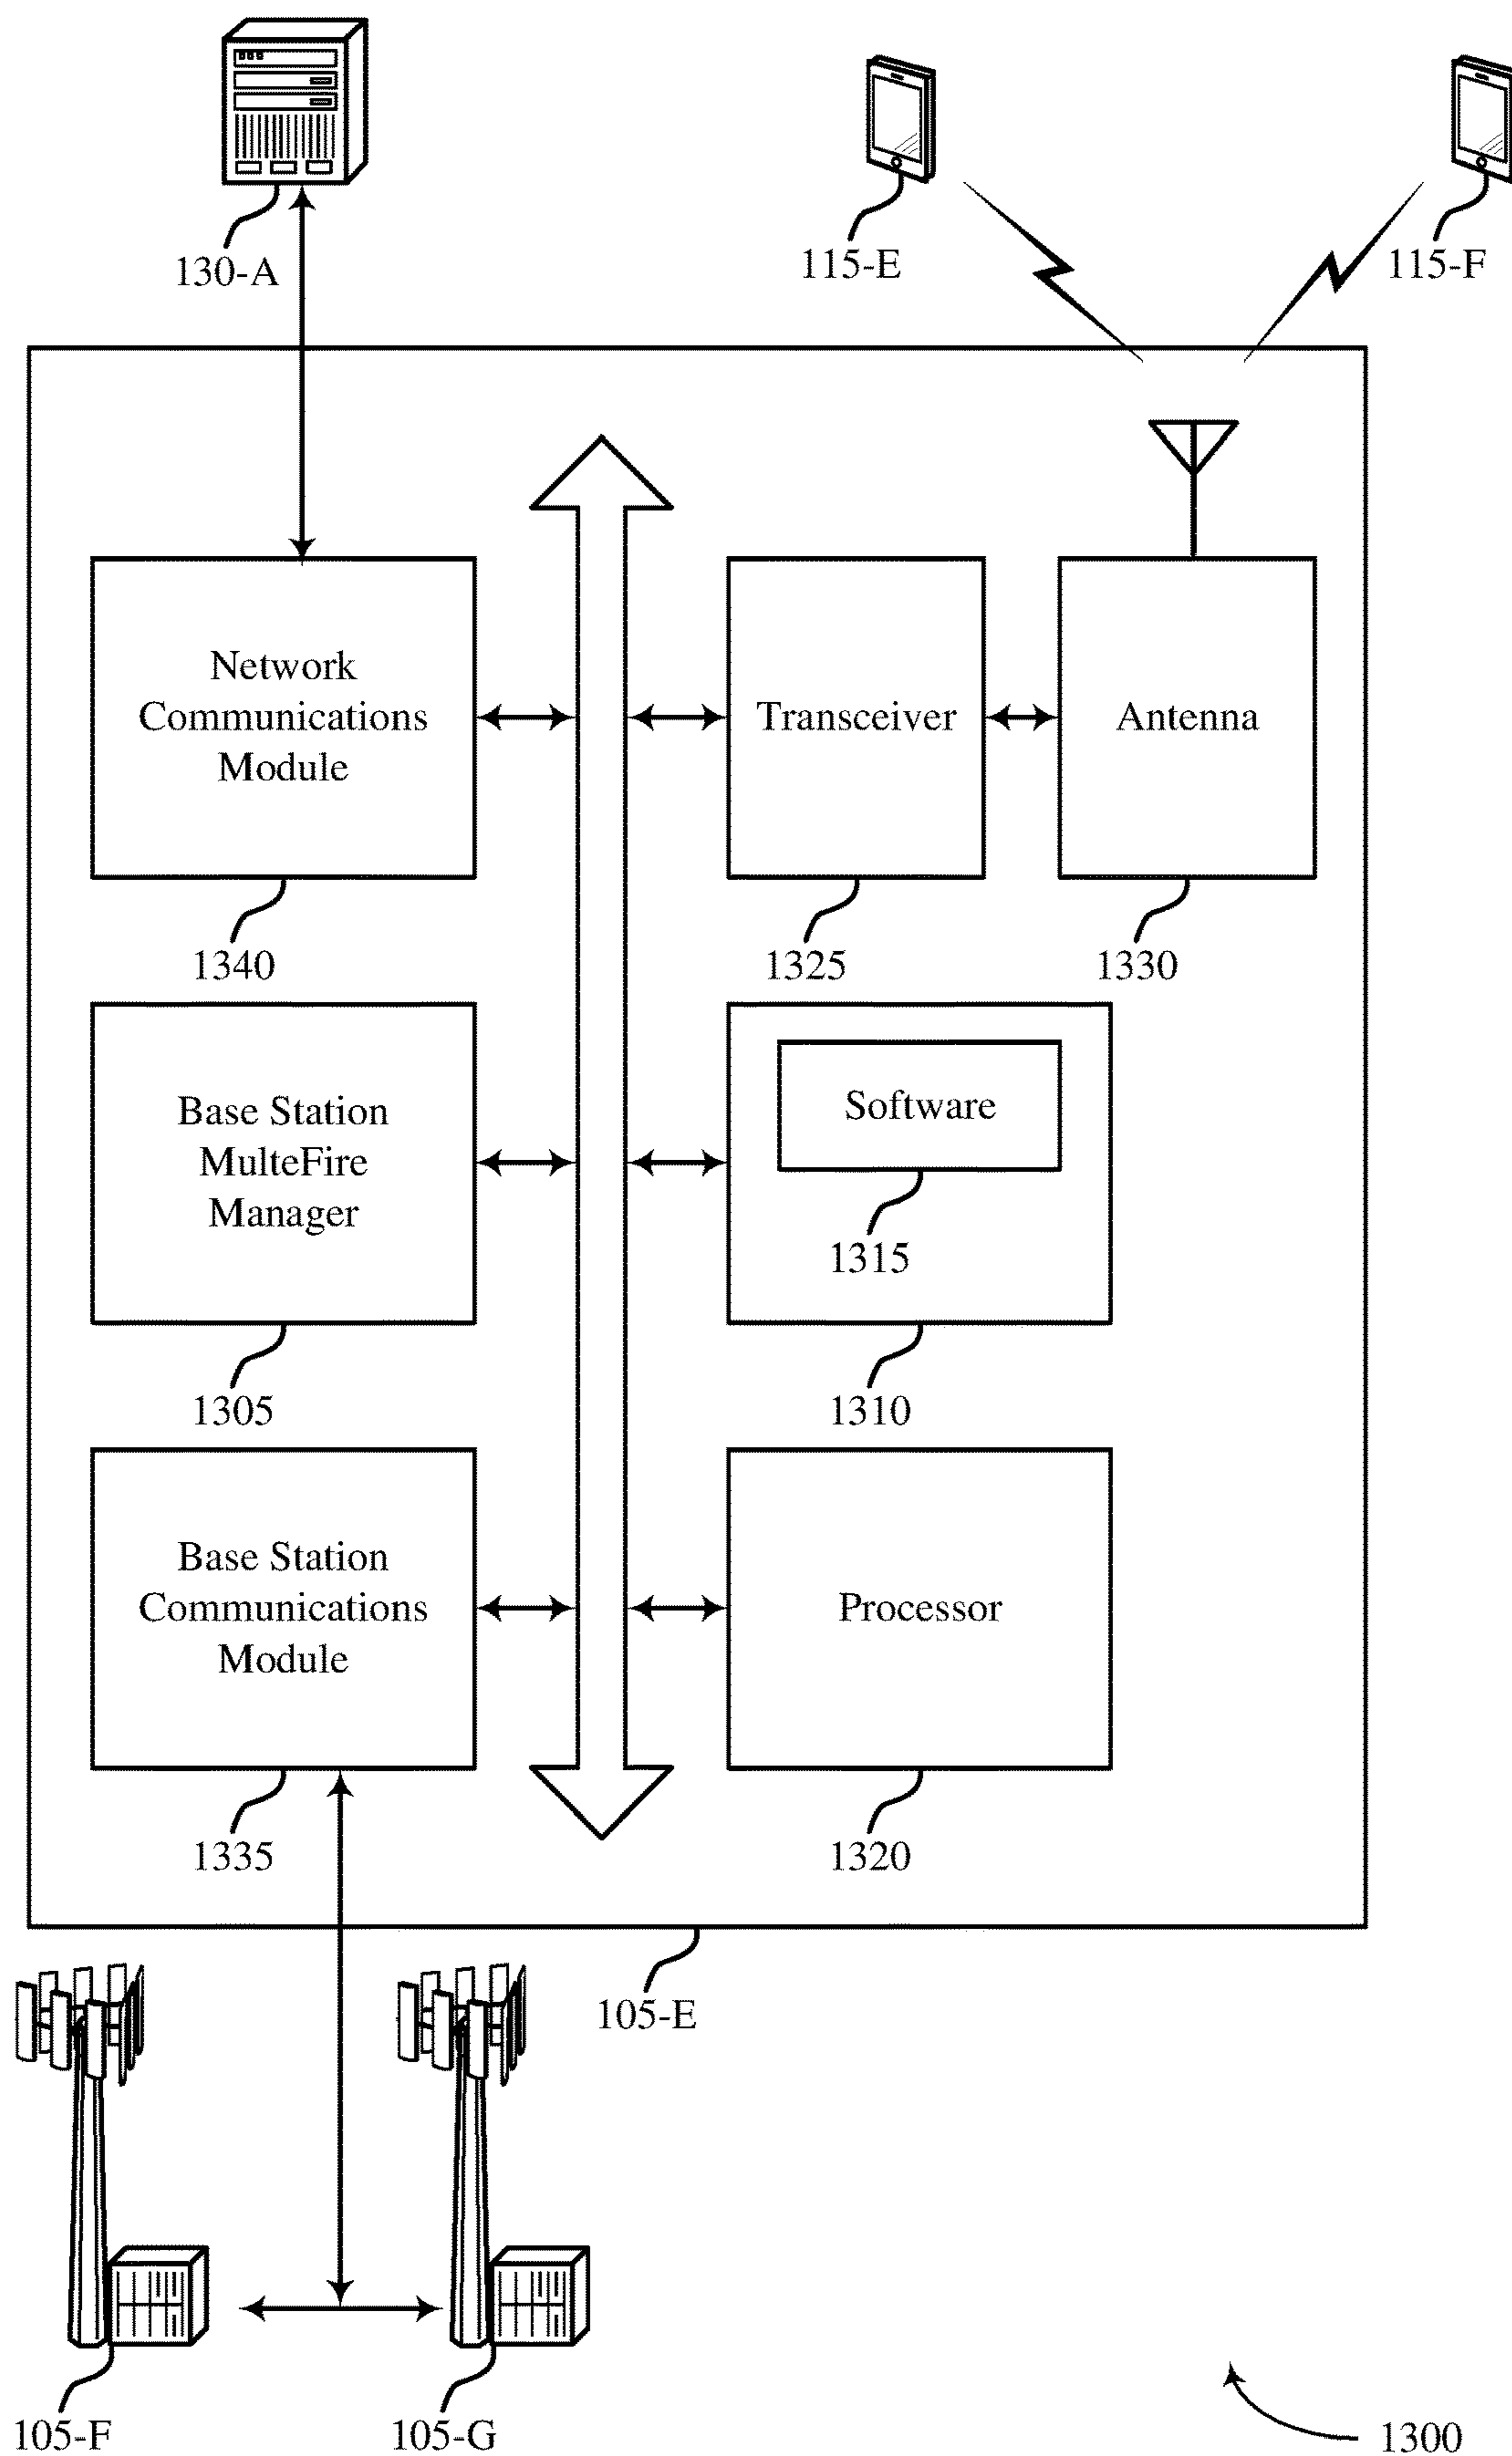 130-A
115-E
115-F
Network
Communications
Module
Transceiver
Antenna
1340
1325
1330
Base Station
MulteFire
Manager
Software
1315
1305
1310
Base Station
Communications
Module
Processor
1335
1320
105-E
105-F
105-G
1300